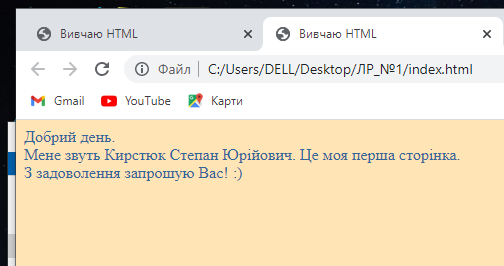 Вивчаю HTML
Вивчаю HTML
Файл
C:/Users/DELL/Desktop/ЛР_№1/index.html
Gmail
YouTube
Карти
Добрий день.
Мене звуть Кирстюк Степан Юрійович. Це моя перша сторінка.
З задоволення запрошую Вас! :)